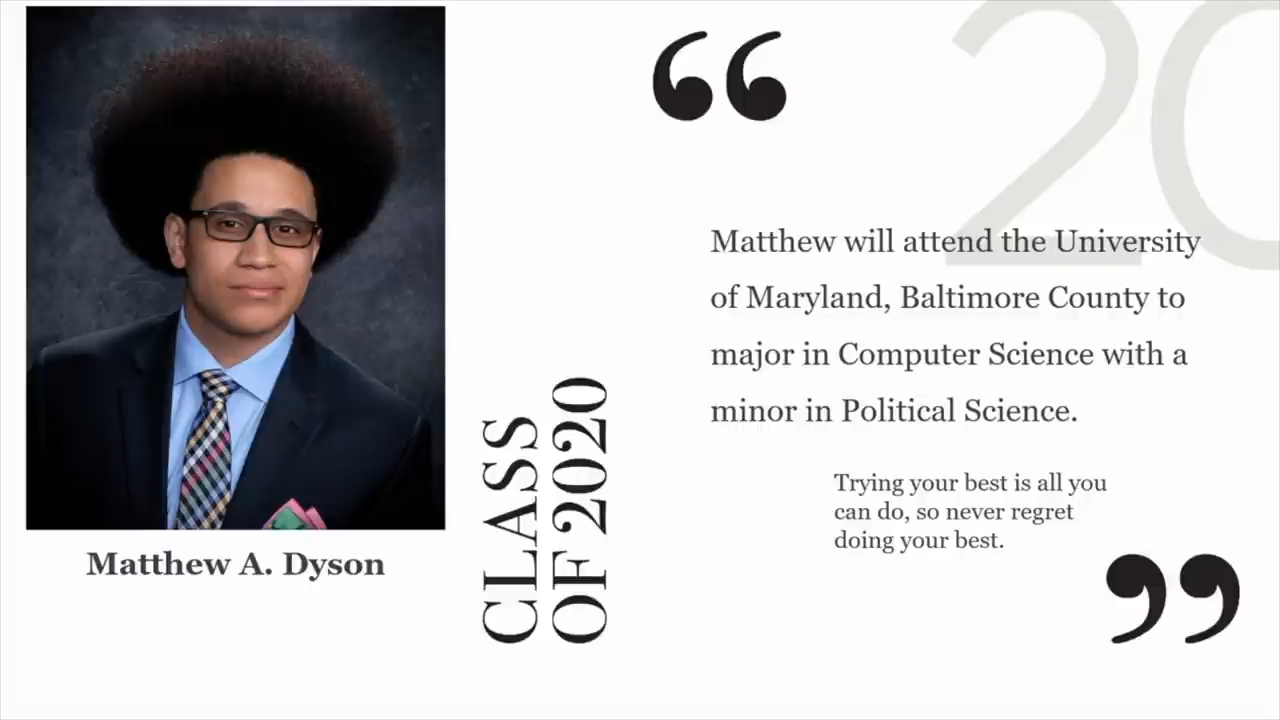 20
Matthew will attend the University
of Maryland, Baltimore County to
major in Computer Science with a
minor in Political Science.
Trying your best is all you
can do, so never regret
doing your best.
CLASS
OF 2020
Matthew A. Dyson